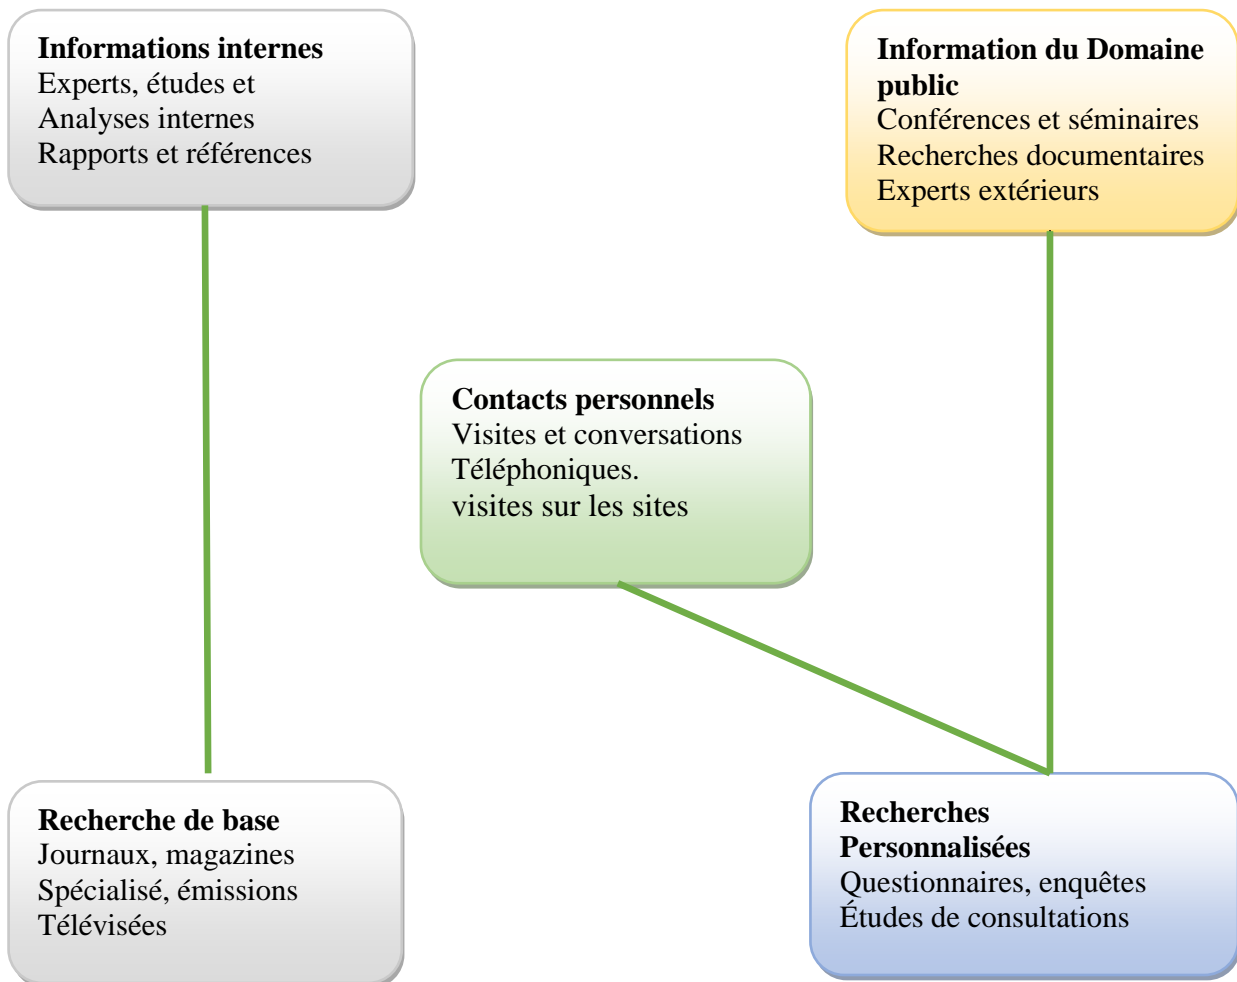 Informations internes
Experts, études et
Analyses internes
Rapports et références
Information du Domaine
public
Conférences et séminaires
Recherches documentaires
Experts extérieurs
Contacts personnels
Visites et conversations
Téléphoniques.
visites sur les sites
Recherche de base
Journaux, magazines
Spécialisé, émissions
Télévisées
Recherches
Personnalisées
Questionnaires, enquêtes
Études de consultations